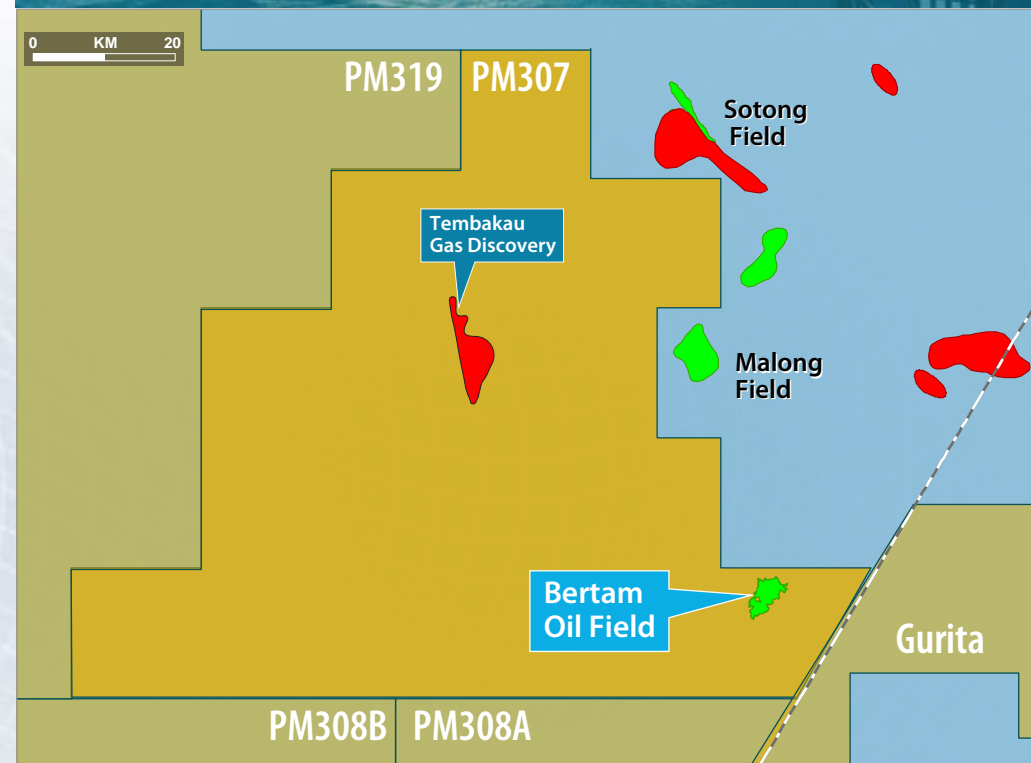 0 KM 20
PM319
PM307
Sotong
Field
Tembakau
Gas Discovery
Malong
Field
Bertam
Oil Field
Gurita
PM308B
PM308A